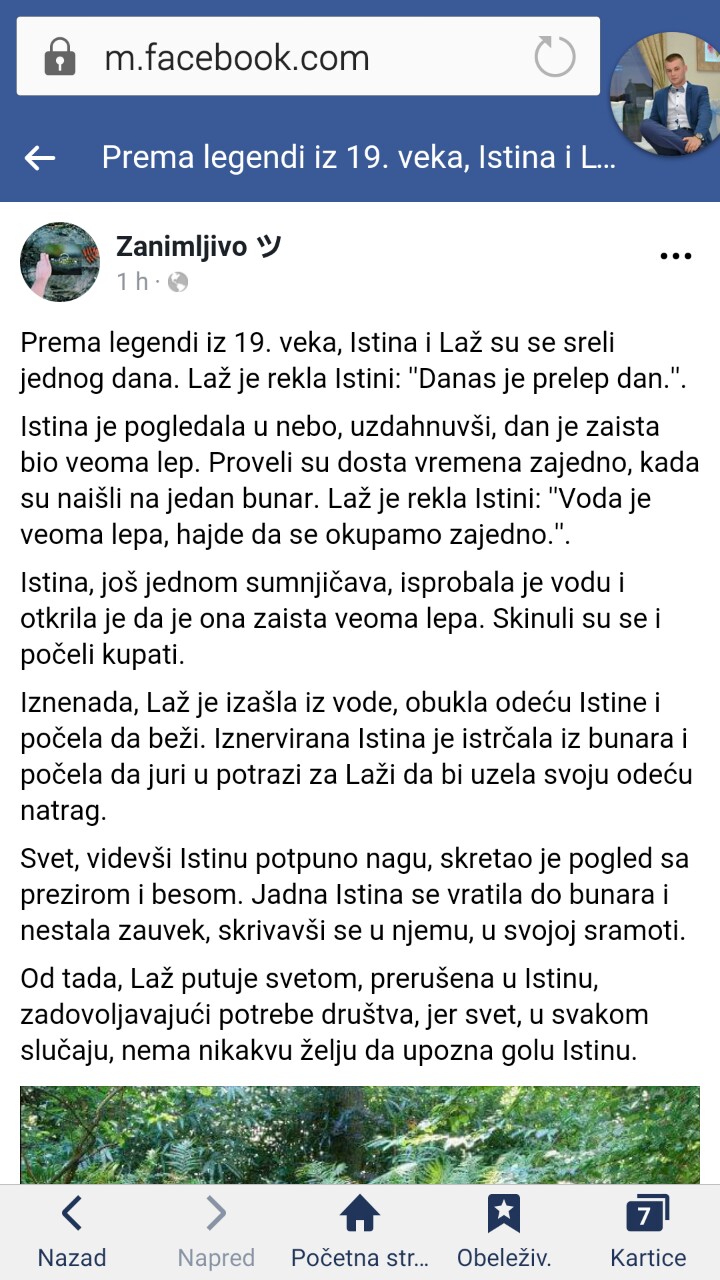 m.facebook.com
Prema legendi iz 19. veka, Istina i L...
Zanimljivo ツ
1 h ·
Prema legendi iz 19. veka, Istina i Laž su se sreli
jednog dana. Laž je rekla Istini: "Danas je prelep dan.".
Istina je pogledala u nebo, uzdahnuvši, dan je zaista
bio veoma lep. Proveli su dosta vremena zajedno, kada
su naišli na jedan bunar. Laž je rekla Istini: "Voda je
veoma lepa, hajde da se okupamo zajedno.".
Istina, još jednom sumnjičava, isprobala je vodu i
otkrila je da je ona zaista veoma lepa. Skinuli su se i
počeli kupati.
Iznenada, Laž je izašla iz vode, obukla odeću Istine i
počela da beži. Iznervirana Istina je istrčala iz bunara i
počela da juri u potrazi za Laži da bi uzela svoju odeću
natrag.
Svet, videvši Istinu potpuno nagu, skretao je pogled sa
prezirom i besom. Jadna Istina se vratila do bunara i
nestala zauvek, skrivavši se u njemu, u svojoj sramoti.
Od tada, Laž putuje svetom, prerušena u Istinu,
zadovoljavajući potrebe društva, jer svet, u svakom
slučaju, nema nikakvu želju da upozna golu Istinu.
7
Nazad Napred Početna str... Obeleživ. Kartice